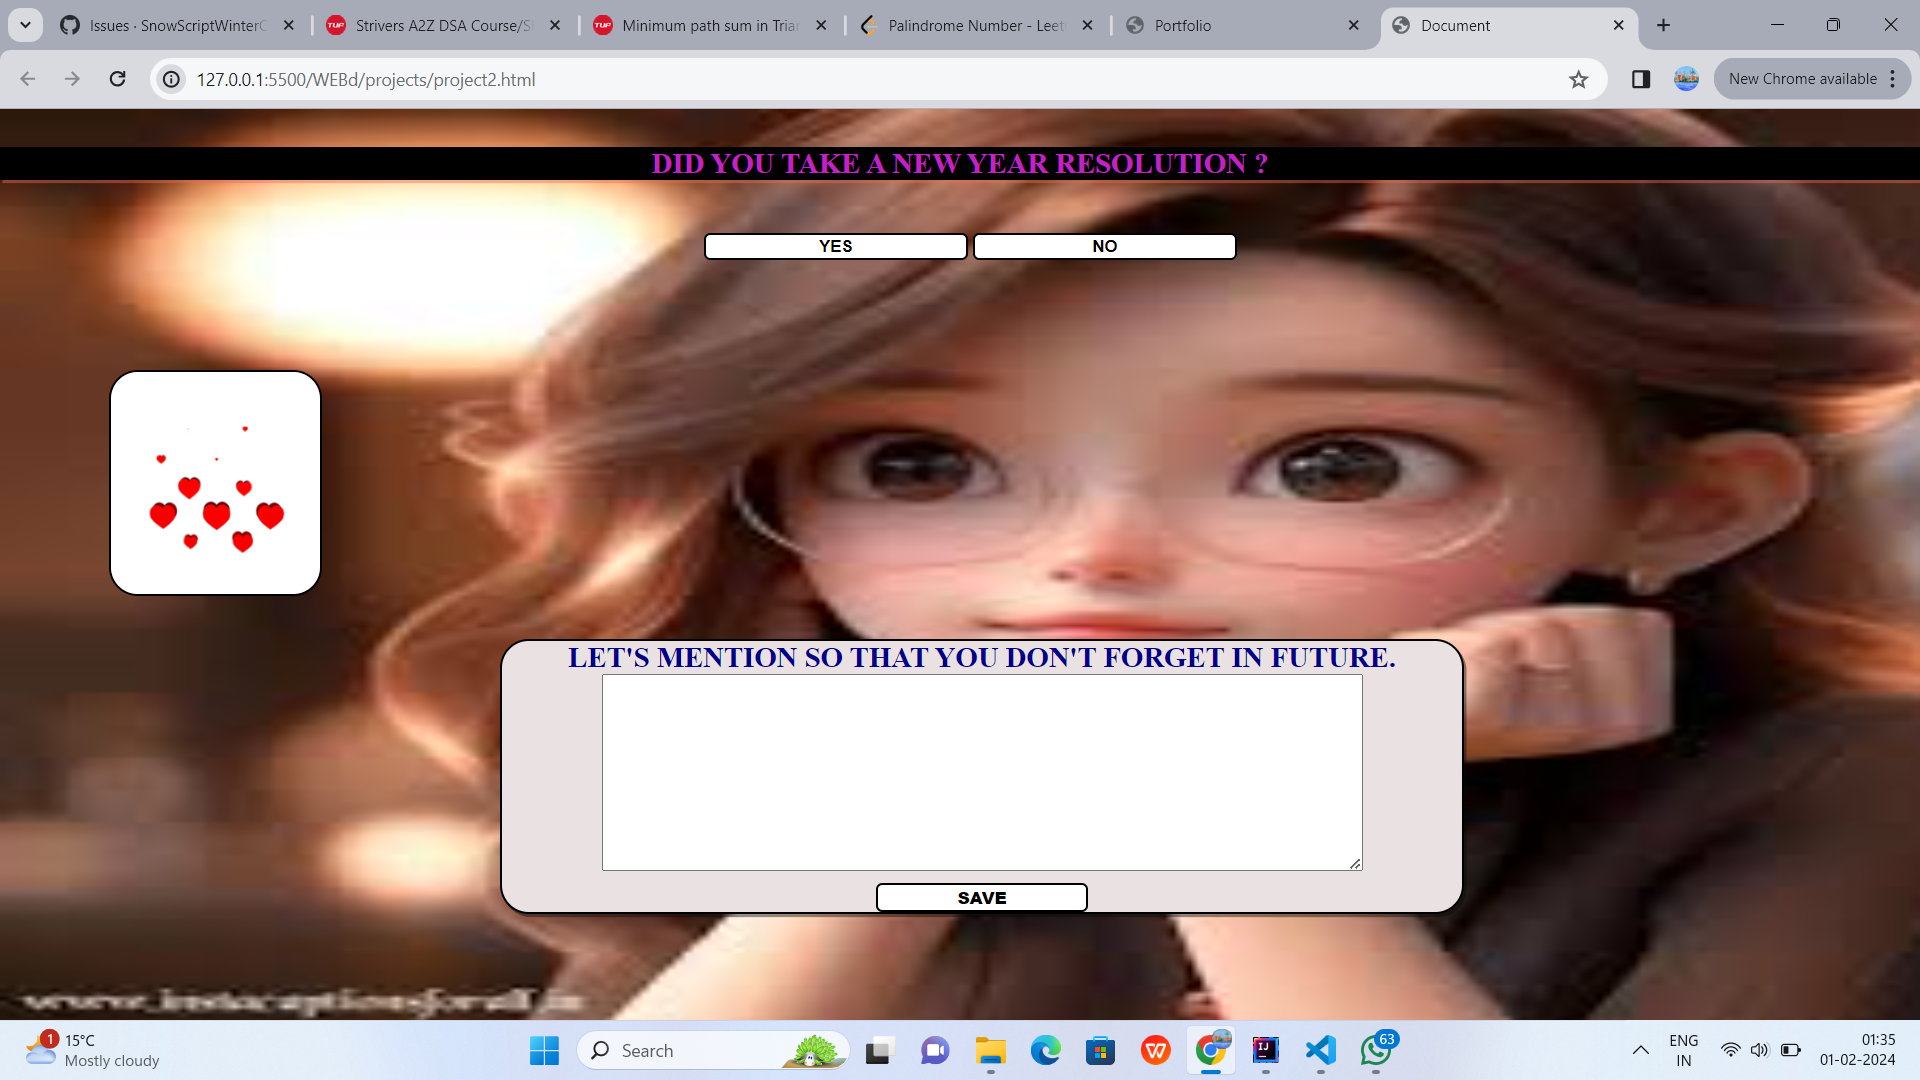 Issues · SnowScriptWinterC
Strivers A2Z DSA Course/S
Minimum path sum in Trian
Palindrome Number - Leet
Portfolio
Document
127.0.0.1:5500/WEBd/projects/project2.html
New Chrome available
DID YOU TAKE A NEW YEAR RESOLUTION ?
YES
NO
LET'S MENTION SO THAT YOU DON'T FORGET IN FUTURE.
SAVE
1
15°C
Mostly cloudy
Search
63
ENG
IN
01:35
01-02-2024